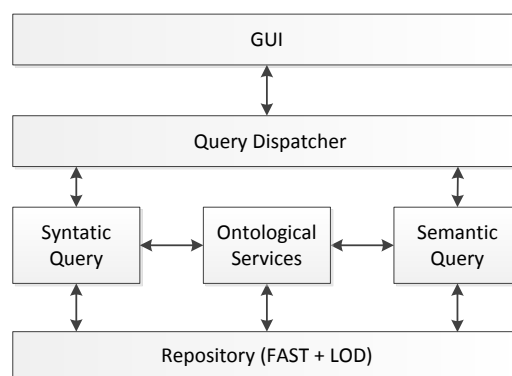 GUI
Query Dispatcher
Syntatic
Query
Ontological
Services
Semantic
Query
Repository (FAST + LOD)